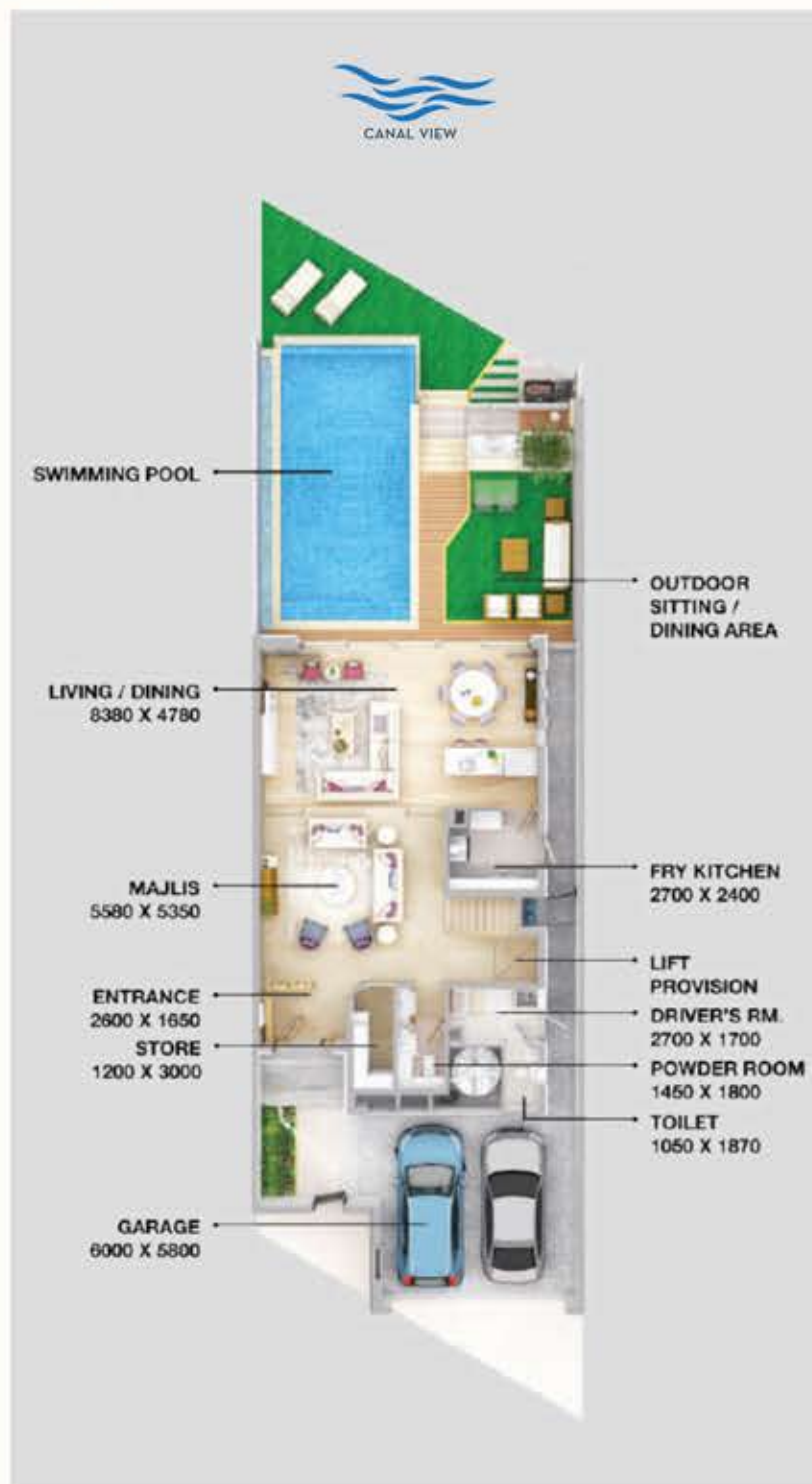 CANAL VIEW
SWIMMING POOL
OUTDOOR
SITTING /
DINING AREA
LIVING / DINING
8380 X 4780
MAJLIS
5580 X 5350
FRY KITCHEN
2700 X 2400
LIFT
PROVISION
ENTRANCE
2600 X 1650
DRIVER'S RM.
2700 X 1700
STORE
1200 X 3000
POWDER ROOM
1450 X 1800
TOILET
1050 X 1870
GARAGE
6000 X 5800